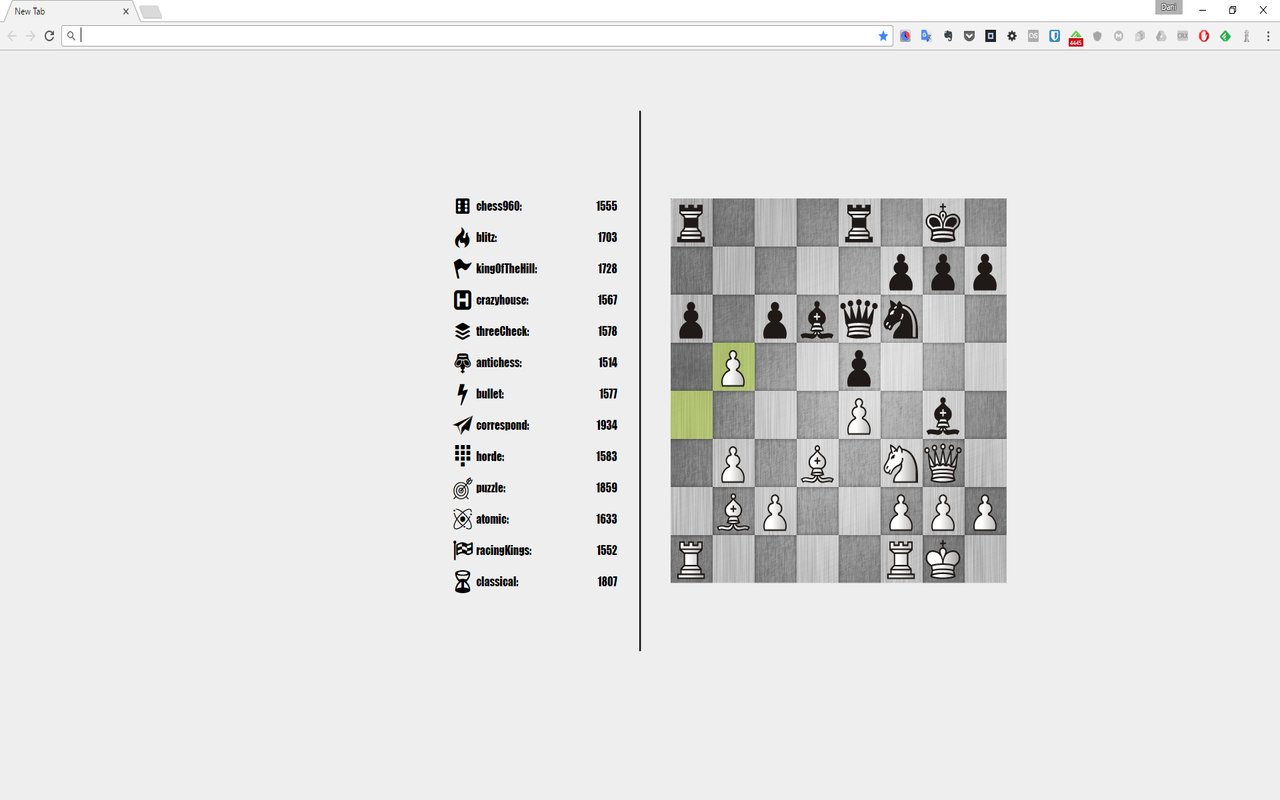 New Tab
Dani
4445
chess960: 1555
blitz: 1703
kingOfTheHill: 1728
crazyhouse: 1567
threeCheck: 1578
antichess: 1514
bullet: 1577
correspond: 1934
horde: 1583
puzzle: 1859
atomic: 1633
racingKings: 1552
classical: 1807